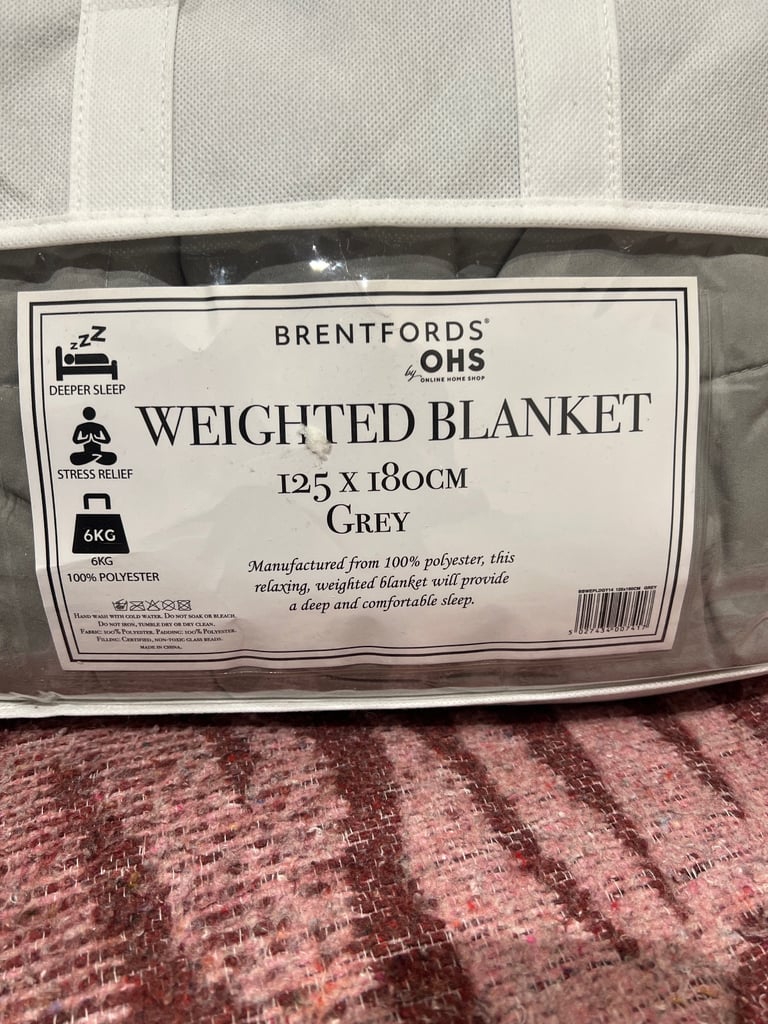 BRENTFORDS®
by OHS
ONLINE HOME SHOP
WEIGHTED BLANKET
125 X 180CM
GREY
zzZ
DEEPER SLEEP
STRESS RELIEF
6KG
6KG
100% POLYESTER
Manufactured from 100% polyester, this
relaxing, weighted blanket will provide
a deep and comfortable sleep.
HAND WASH WITH COLD WATER. DO NOT SOAK OR BLEACH.
DO NOT IRON, TUMBLE DRY OR DRY CLEAN.
FABRIC: 100% POLYESTER. PADDING: 100% POLYESTER.
FILLING: CERTIFIED, NON-TOXIC GLASS BEADS.
MADE IN CHINA.
125x180CM GREY